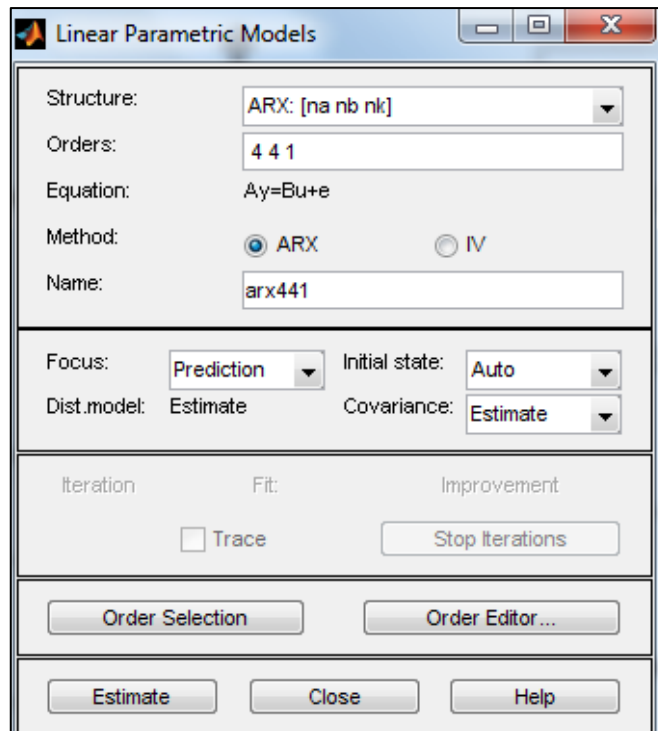 Linear Parametric Models
Structure: ARX: [na nb nk]
Orders: 4 4 1
Equation: Ay=Bu+e
Method: ARX IV
Name: arx441
Focus: Prediction Initial state: Auto
Dist.model: Estimate Covariance: Estimate
Iteration Fit: Improvement
Trace Stop Iterations
Order Selection Order Editor...
Estimate Close Help